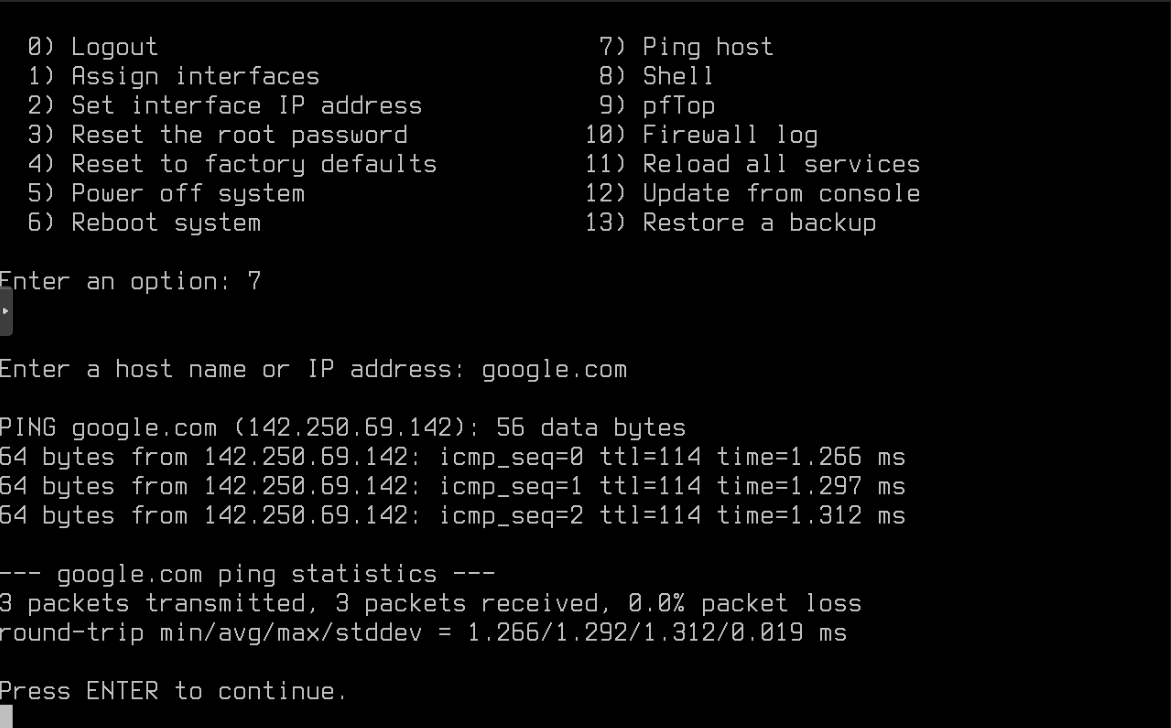 0) Logout 7) Ping host
1) Assign interfaces 8) Shell
2) Set interface IP address 9) pfTop
3) Reset the root password 10) Firewall log
4) Reset to factory defaults 11) Reload all services
5) Power off system 12) Update from console
6) Reboot system 13) Restore a backup
Enter an option: 7
Enter a host name or IP address: google.com
PING google.com (142.250.69.142): 56 data bytes
64 bytes from 142.250.69.142: icmp_seq=0 ttl=114 time=1.266 ms
64 bytes from 142.250.69.142: icmp_seq=1 ttl=114 time=1.297 ms
64 bytes from 142.250.69.142: icmp_seq=2 ttl=114 time=1.312 ms
--- google.com ping statistics ---
3 packets transmitted, 3 packets received, 0.0% packet loss
round-trip min/avg/max/stddev = 1.266/1.292/1.312/0.019 ms
Press ENTER to continue.